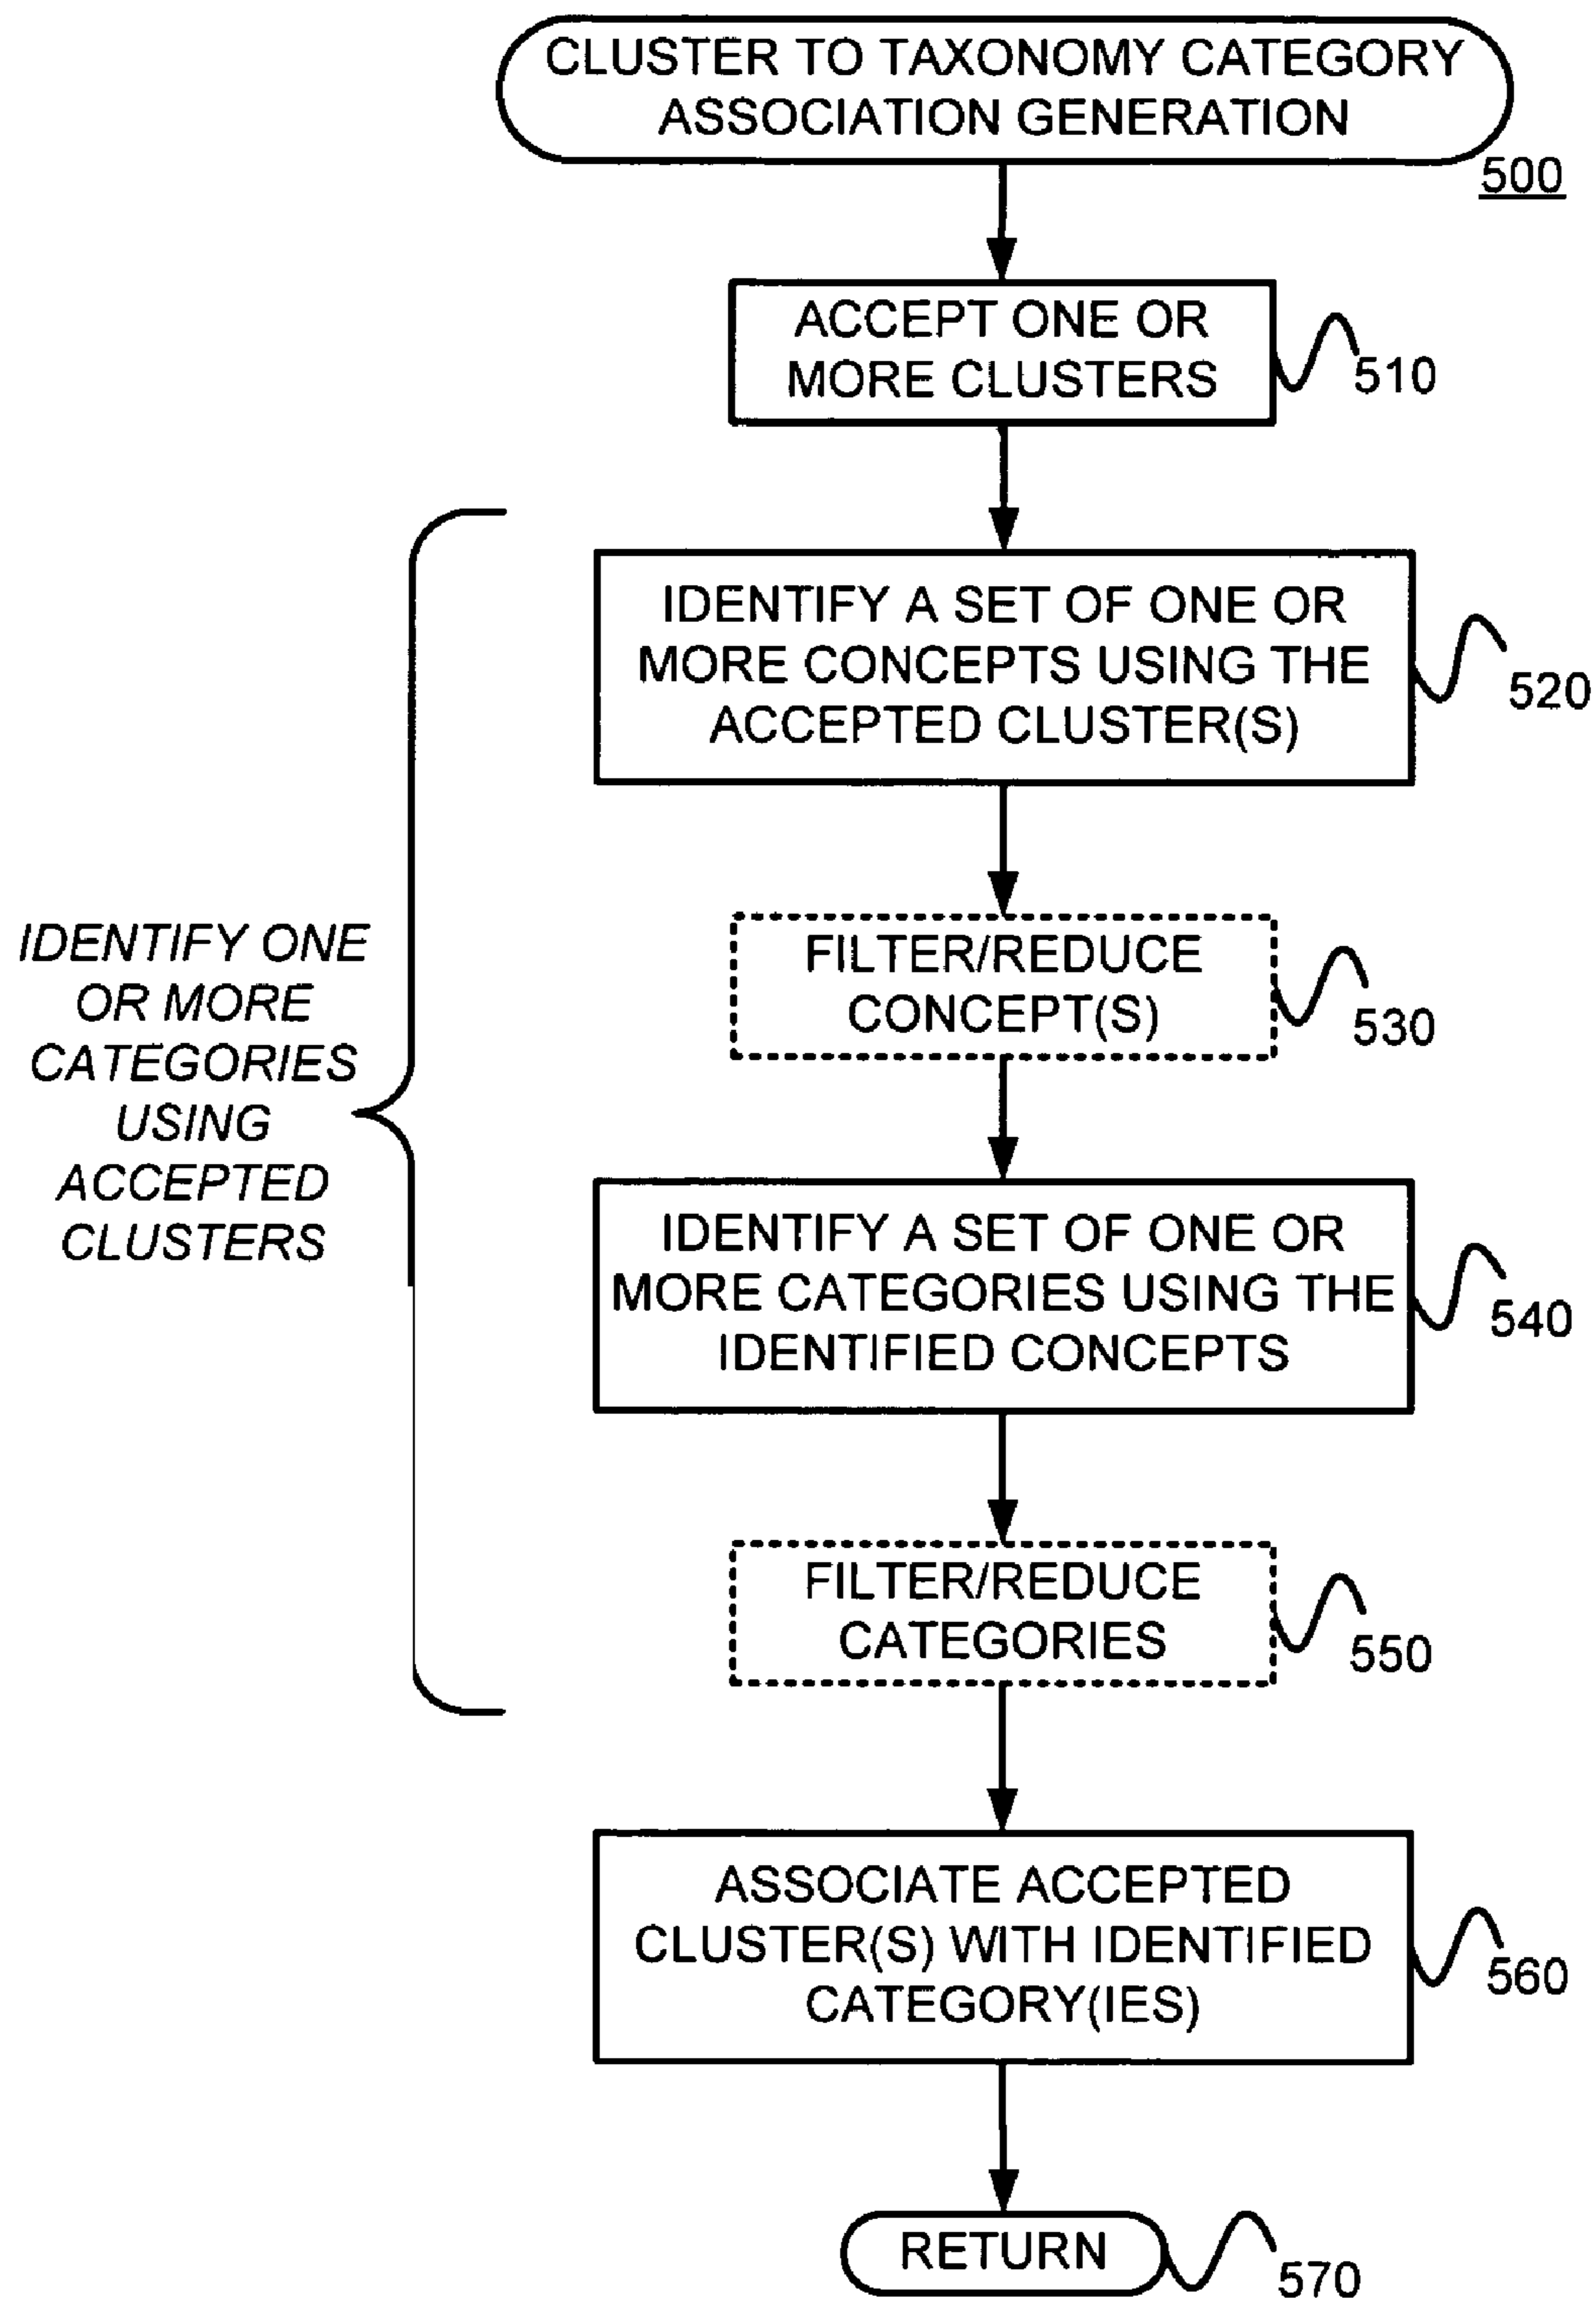 CLUSTER TO TAXONOMY CATEGORY
ASSOCIATION GENERATION
500
ACCEPT ONE OR
MORE CLUSTERS
510
IDENTIFY A SET OF ONE OR
MORE CONCEPTS USING THE
ACCEPTED CLUSTER(S)
520
IDENTIFY ONE
OR MORE
CATEGORIES
USING
ACCEPTED
CLUSTERS
FILTER/REDUCE
CONCEPT(S)
530
IDENTIFY A SET OF ONE OR
MORE CATEGORIES USING THE
IDENTIFIED CONCEPTS
540
FILTER/REDUCE
CATEGORIES
550
ASSOCIATE ACCEPTED
CLUSTER(S) WITH IDENTIFIED
CATEGORY(IES)
560
RETURN
570